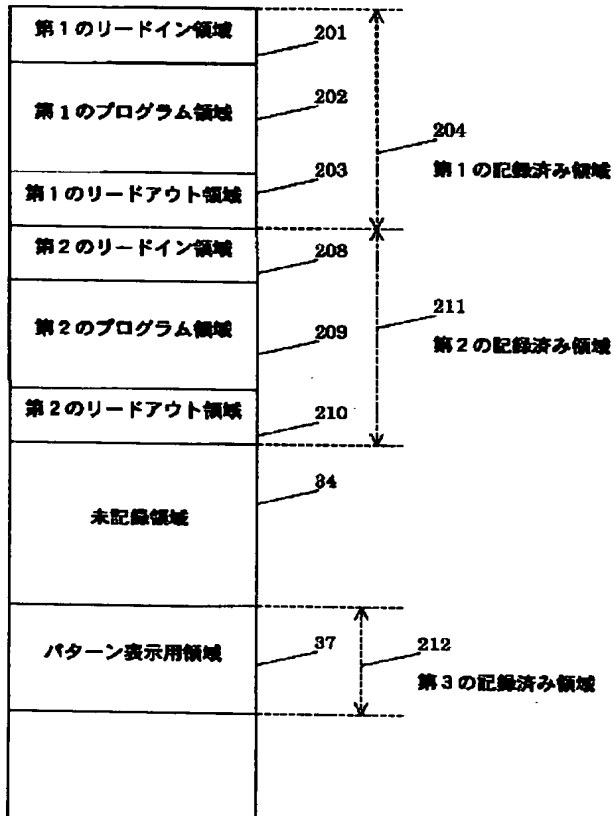 第1のリードイン領域
201
第1のプログラム領域
202
204
第1の記録済み領域
第1のリードアウト領域
203
第2のリードイン領域
208
第2のプログラム領域
209
211
第2の記録済み領域
第2のリードアウト領域
210
未記録領域
34
パターン表示用領域
37
212
第3の記録済み領域